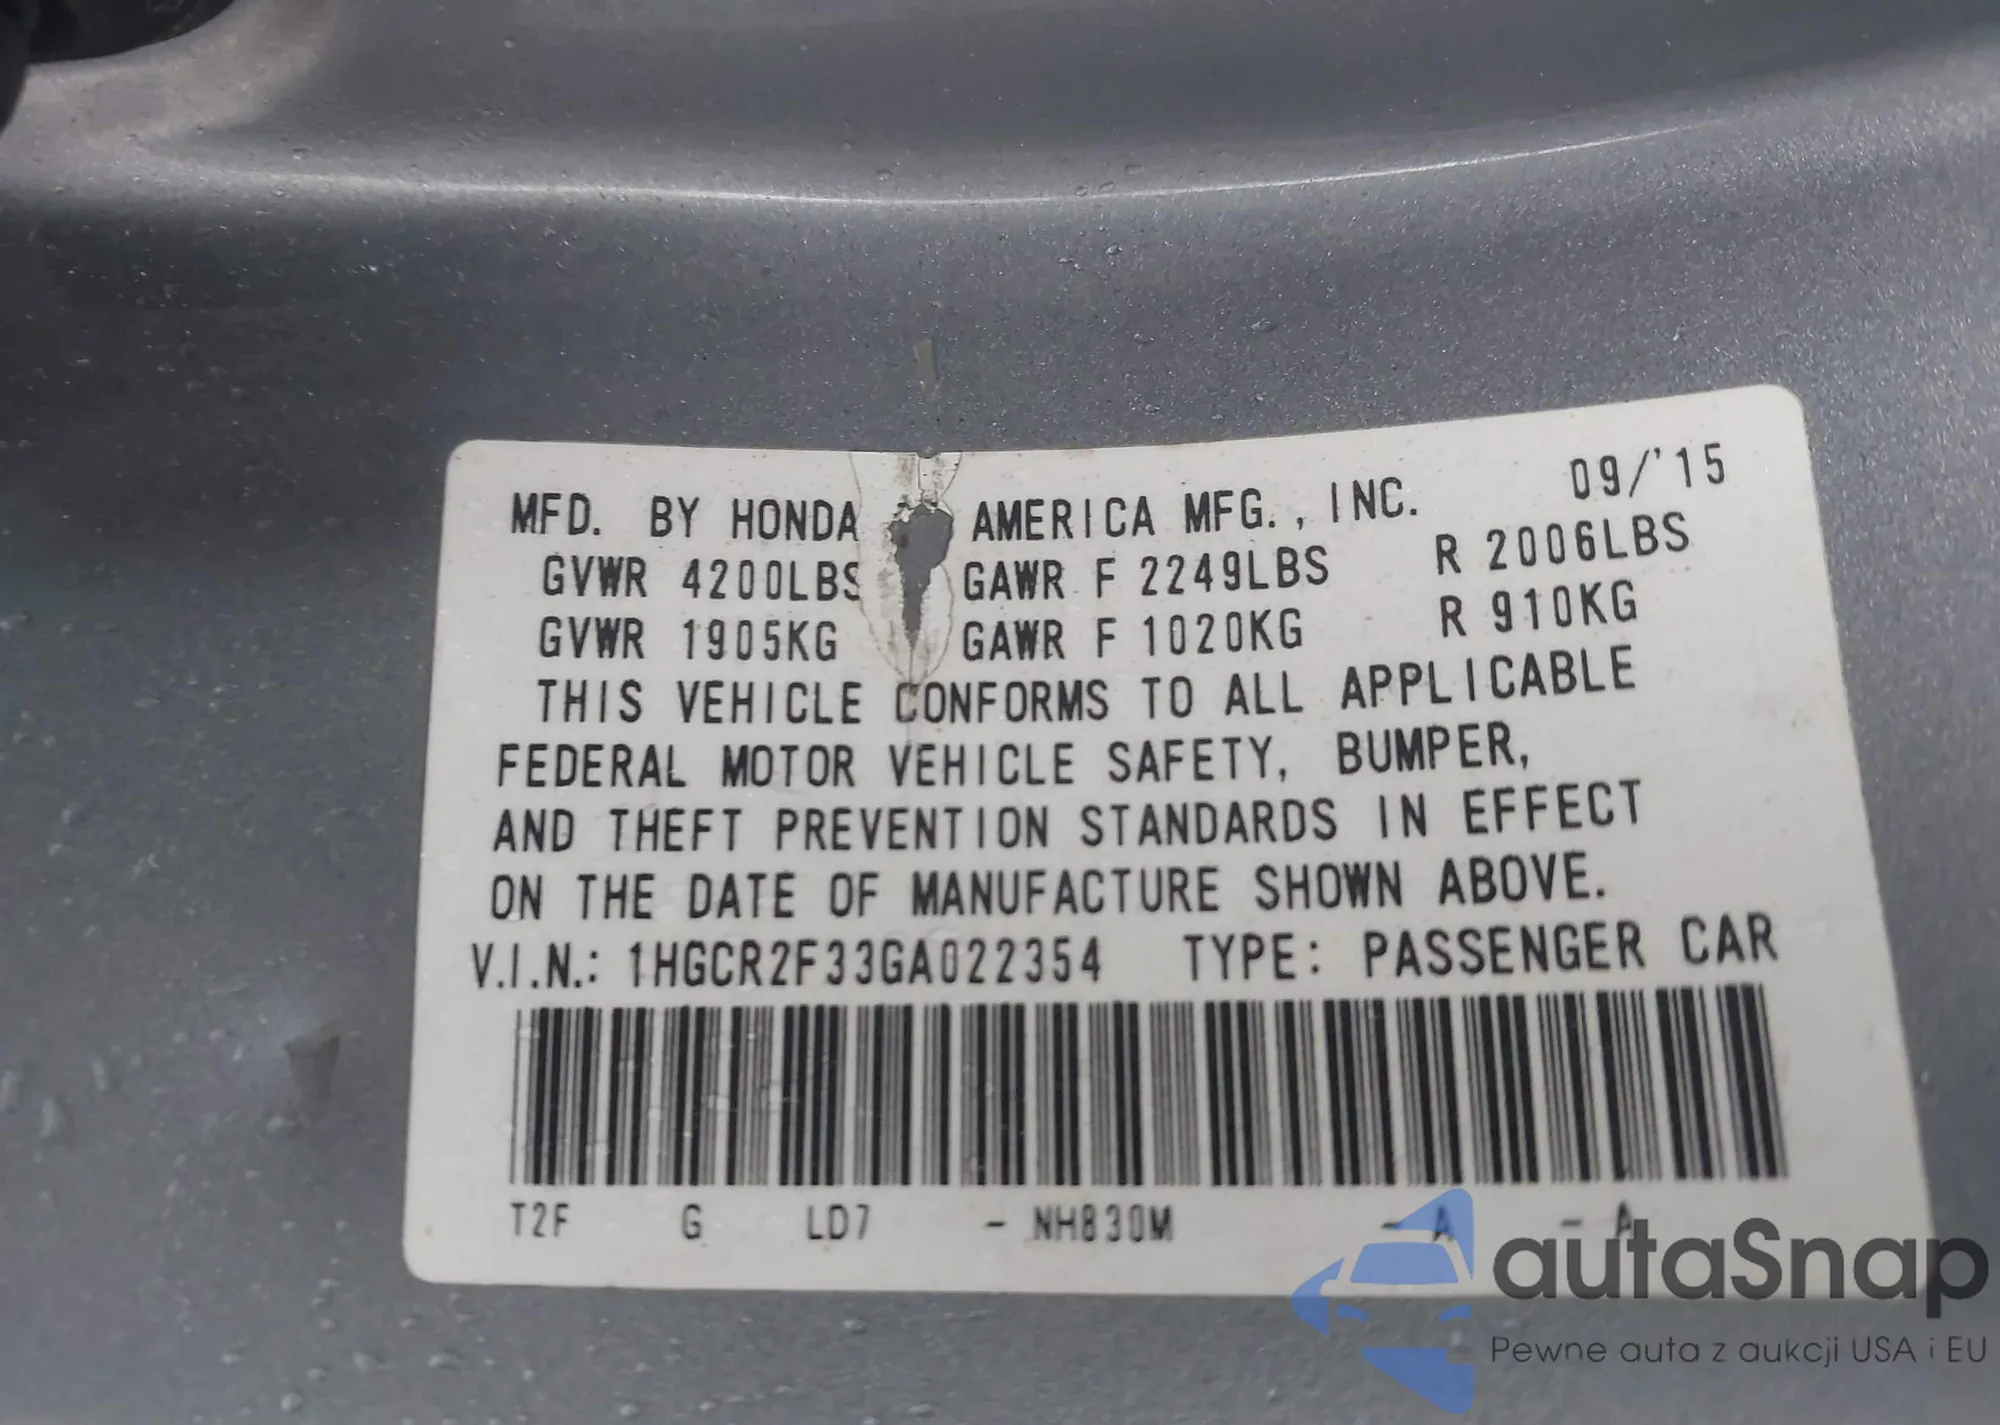 MFD. BY HONDA AMERICA MFG., INC. 09/'15
GVWR 4200LBS GAWR F 2249LBS R 2006LBS
GVWR 1905KG GAWR F 1020KG R 910KG
THIS VEHICLE CONFORMS TO ALL APPLICABLE
FEDERAL MOTOR VEHICLE SAFETY, BUMPER,
AND THEFT PREVENTION STANDARDS IN EFFECT
ON THE DATE OF MANUFACTURE SHOWN ABOVE.
V.I.N.: 1HGCR2F33GA022354 TYPE: PASSENGER CAR
T2F G LD7 - NH830M - A - A
autaSnap
Pewne auta z aukcji USA i EU